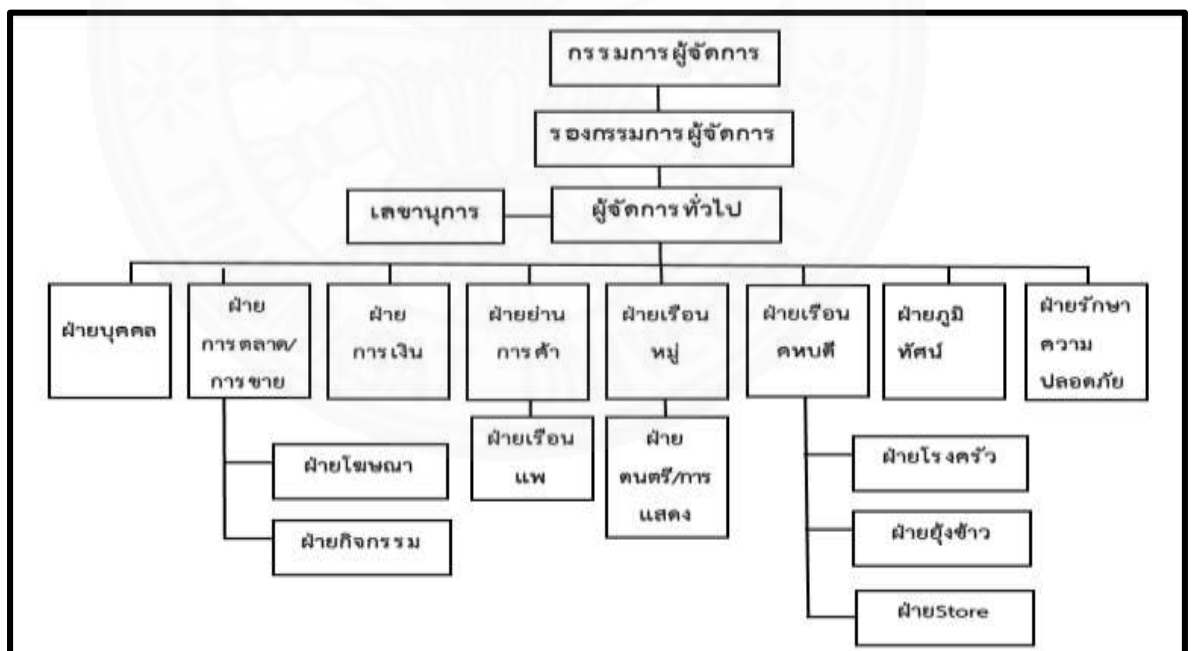 กรรมการผู้จัดการ
รองกรรมการผู้จัดการ
เลขานุการ
ผู้จัดการทั่วไป
ฝ่ายบุคคล
ฝ่าย
การตลาด/
การขาย
ฝ่าย
การเงิน
ฝ่ายย่าน
การค้า
ฝ่ายเรือน
หมู่
ฝ่ายเรือน
คหบดี
ฝ่ายภูมิ
ทัศน์
ฝ่ายรักษา
ความ
ปลอดภัย
ฝ่ายโฆษณา
ฝ่ายกิจกรรม
ฝ่ายเรือน
แพ
ฝ่าย
ดนตรี/การ
แสดง
ฝ่ายโรงครัว
ฝ่ายยุ้งข้าว
ฝ่ายStore